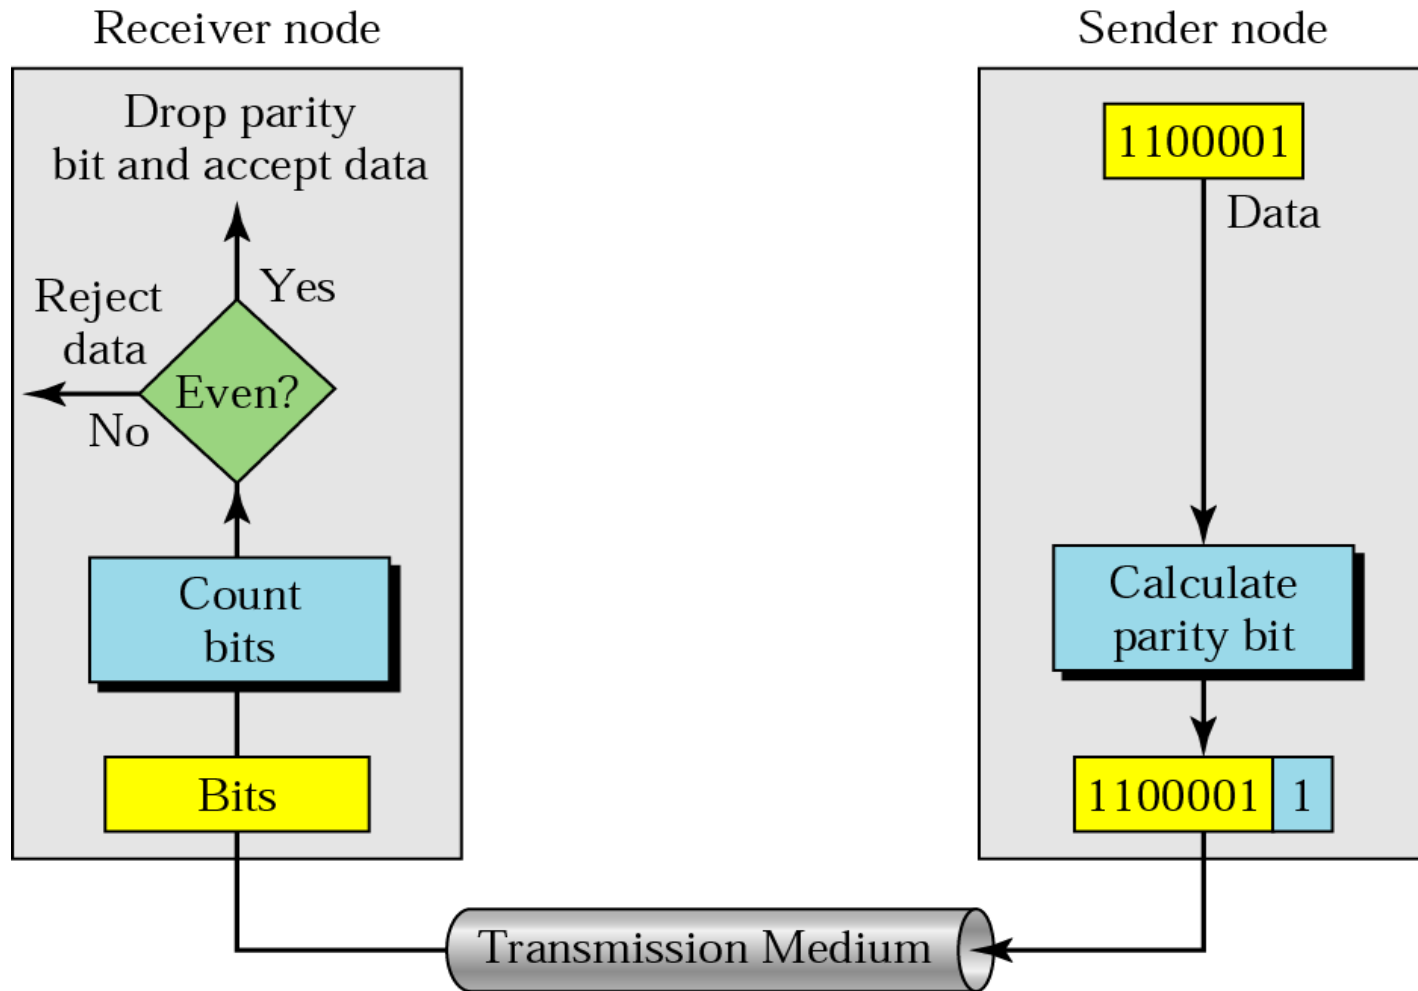 Receiver node
Drop parity
bit and accept data
Yes
Reject
data
Even?
No
Count
bits
Bits
Sender node
1100001
Data
Calculate
parity bit
1100001 1
Transmission Medium